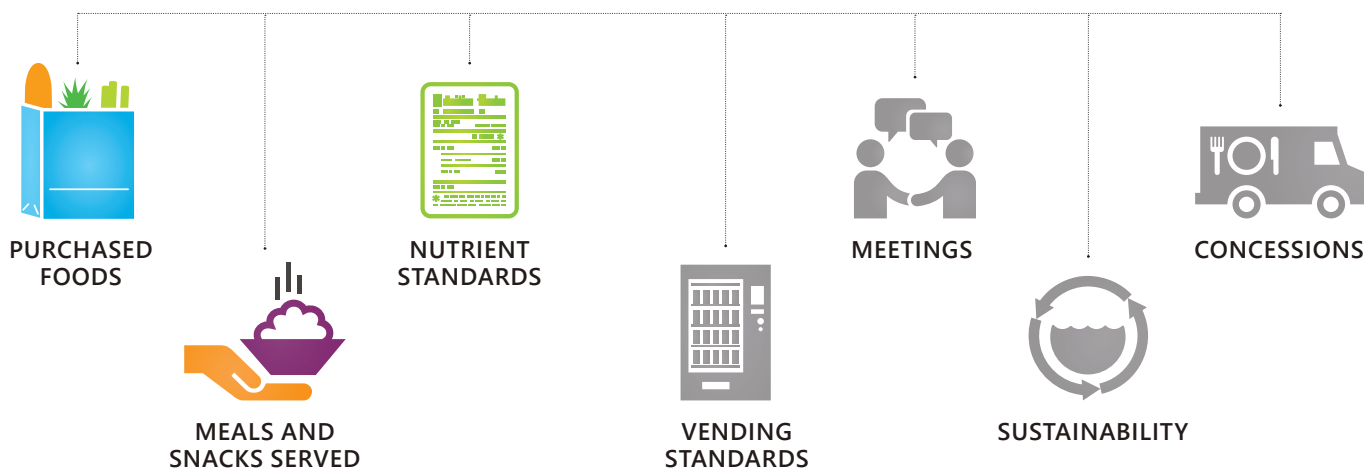 PURCHASED
FOODS
MEALS AND
SNACKS SERVED
NUTRIENT
STANDARDS
VENDING
STANDARDS
MEETINGS
SUSTAINABILITY
CONCESSIONS